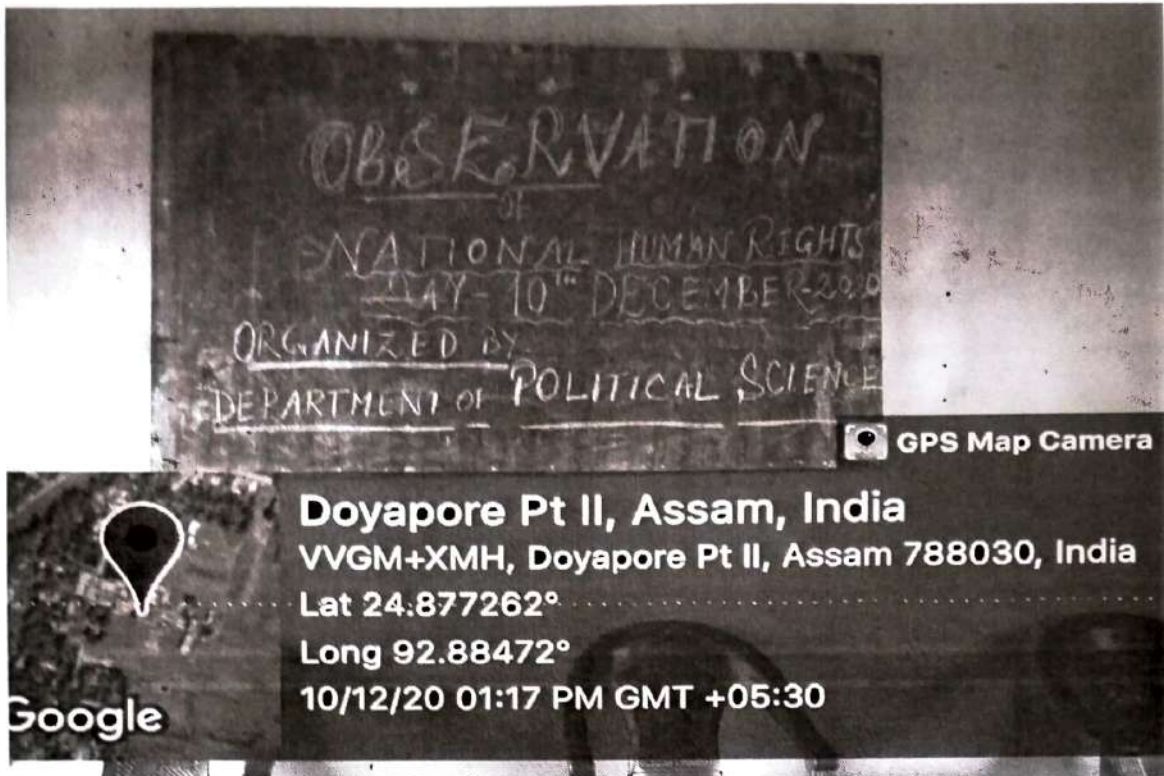 OBSERVATION
OF
NATIONAL HUMAN RIGHTS
DAY - 10TH DECEMBER-2020
ORGANIZED BY
DEPARTMENT OF POLITICAL SCIENCE
GPS Map Camera
Doyapore Pt II, Assam, India
VVGM+XMH, Doyapore Pt II, Assam 788030, India
Lat 24.877262°
Long 92.88472°
10/12/20 01:17 PM GMT +05:30
Google